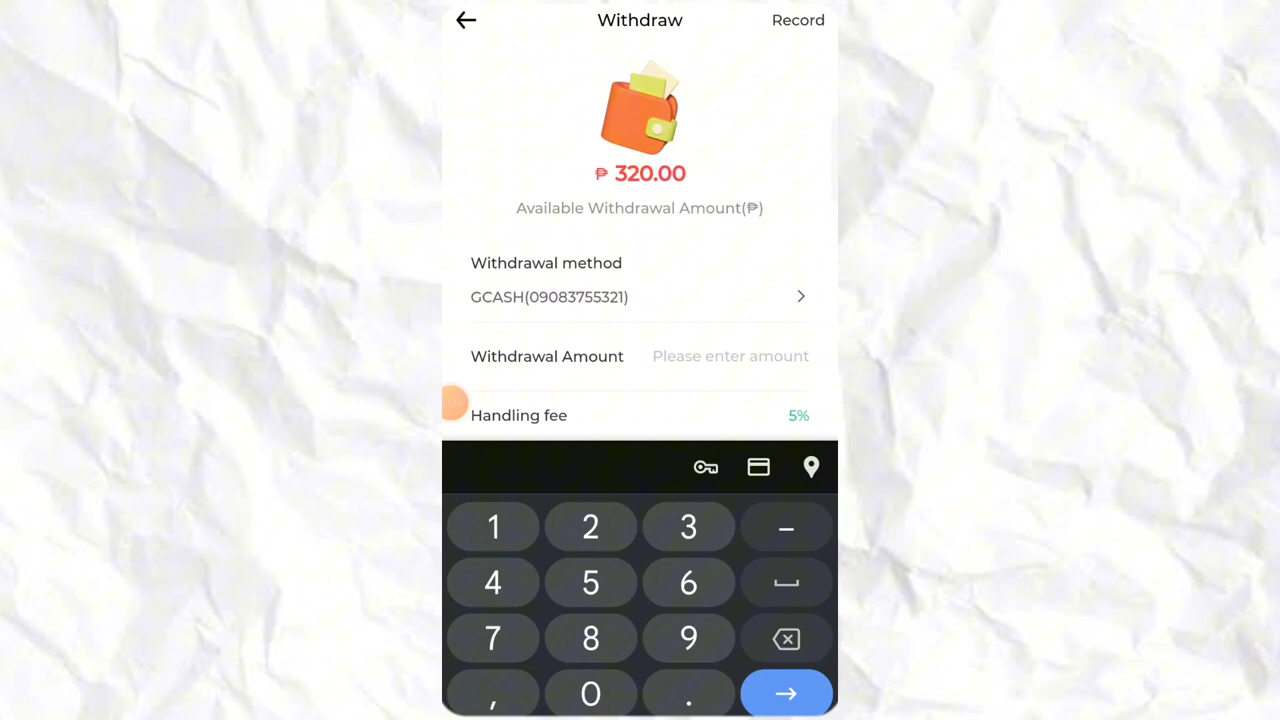 Withdraw
Record
₱ 320.00
Available Withdrawal Amount(₱)
Withdrawal method
GCASH(09083755321)
Withdrawal Amount Please enter amount
Handling fee 5%
1 2 3 –
4 5 6
7 8 9
, 0 .